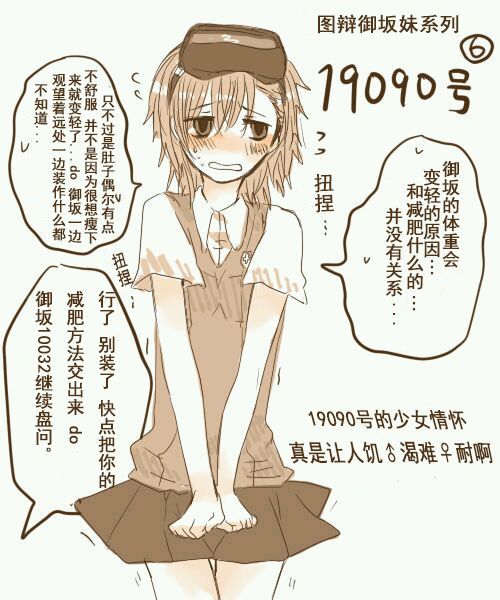 图辩御坂妹系列
⑥
19090号
御坂的体重会
变轻的原因...
和减肥什么的...
并没有关系...
扭捏...
只不过是肚子偶尔有点
不舒服 并不是因为很想瘦下
来就变轻了...do 御坂一边
观望着远处一边装作什么都
不知道...
扭捏...
行了 别装了 快点把你的
减肥方法交出来 do
御坂10032继续盘问。
19090号的少女情怀
真是让人饥♂渴难♀耐啊